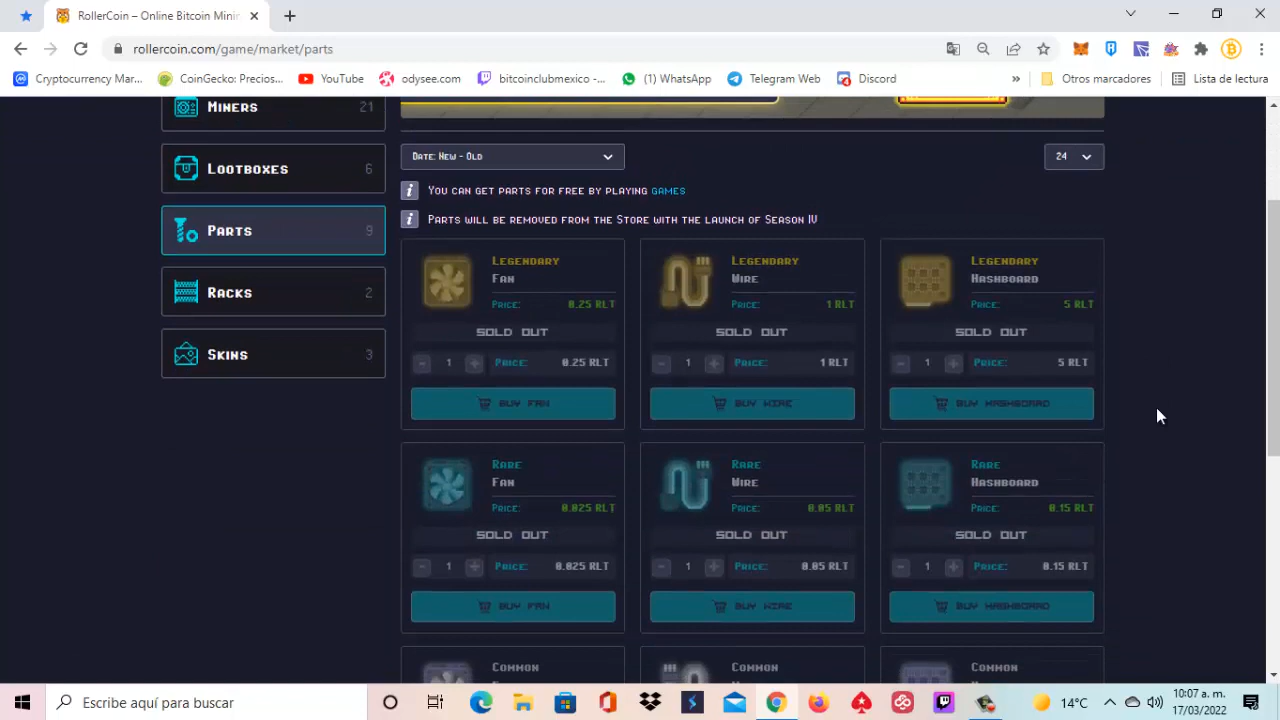 RollerCoin – Online Bitcoin Mini
rollercoin.com/game/market/parts
Cryptocurrency Mar...
CoinGecko: Precios...
YouTube
odysee.com
bitcoinclubmexico - ...
(1) WhatsApp
Telegram Web
Discord
»
Otros marcadores
Lista de lectura
Miners 21
Lootboxes 6
Parts 9
Racks 2
Skins 3
Date: New - Old
24
You can get parts for free by playing games
Parts will be removed from the Store with the launch of Season IV
Legendary
Fan
Price: 0.25 RLT
SOLD OUT
- 1 + Price: 0.25 RLT
BUY FAN
Legendary
Wire
Price: 1 RLT
SOLD OUT
- 1 + Price: 1 RLT
BUY WIRE
Legendary
Hashboard
Price: 5 RLT
SOLD OUT
- 1 + Price: 5 RLT
BUY HASHBOARD
Rare
Fan
Price: 0.025 RLT
SOLD OUT
- 1 + Price: 0.025 RLT
BUY FAN
Rare
Wire
Price: 0.05 RLT
SOLD OUT
- 1 + Price: 0.05 RLT
BUY WIRE
Rare
Hashboard
Price: 0.15 RLT
SOLD OUT
- 1 + Price: 0.15 RLT
BUY HASHBOARD
Common
Common
Common
Escribe aquí para buscar
14°C
10:07 a. m.
17/03/2022